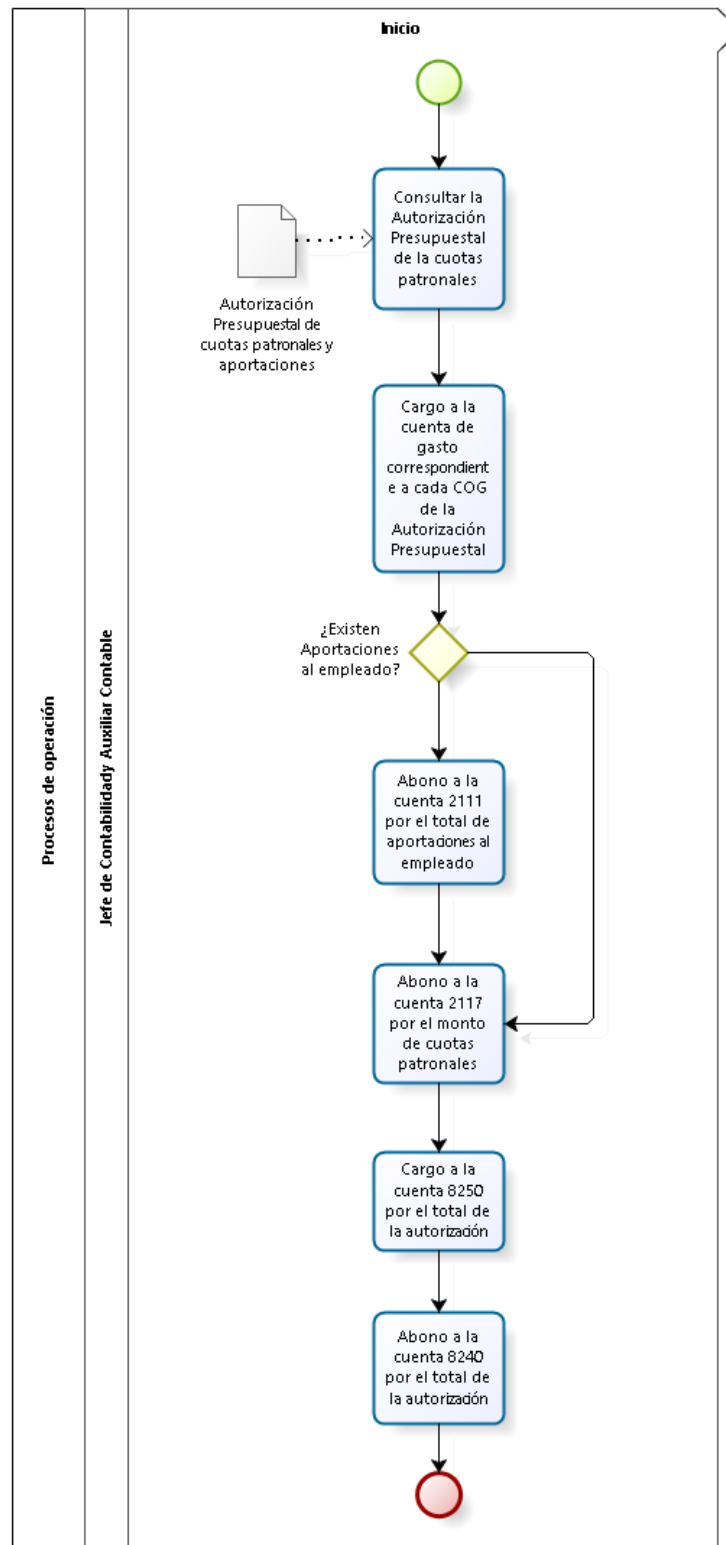 Inicio
Consultar la
Autorización
Presupuestal
de la cuotas
patronales
Autorización
Presupuestal de
cuotas patronales y
aportaciones
Cargo a la
cuenta de
gasto
correspondient
e a cada COG
de la
Autorización
Presupuestal
¿Existen
Aportaciones
al empleado?
Procesos de operación
Jefe de Contabilidady Auxiliar Contable
Abono a la
cuenta 2111
por el total de
aportaciones al
empleado
Abono a la
cuenta 2117
por el monto
de cuotas
patronales
Cargo a la
cuenta 8250
por el total de
la autorización
Abono a la
cuenta 8240
por el total de
la autorización